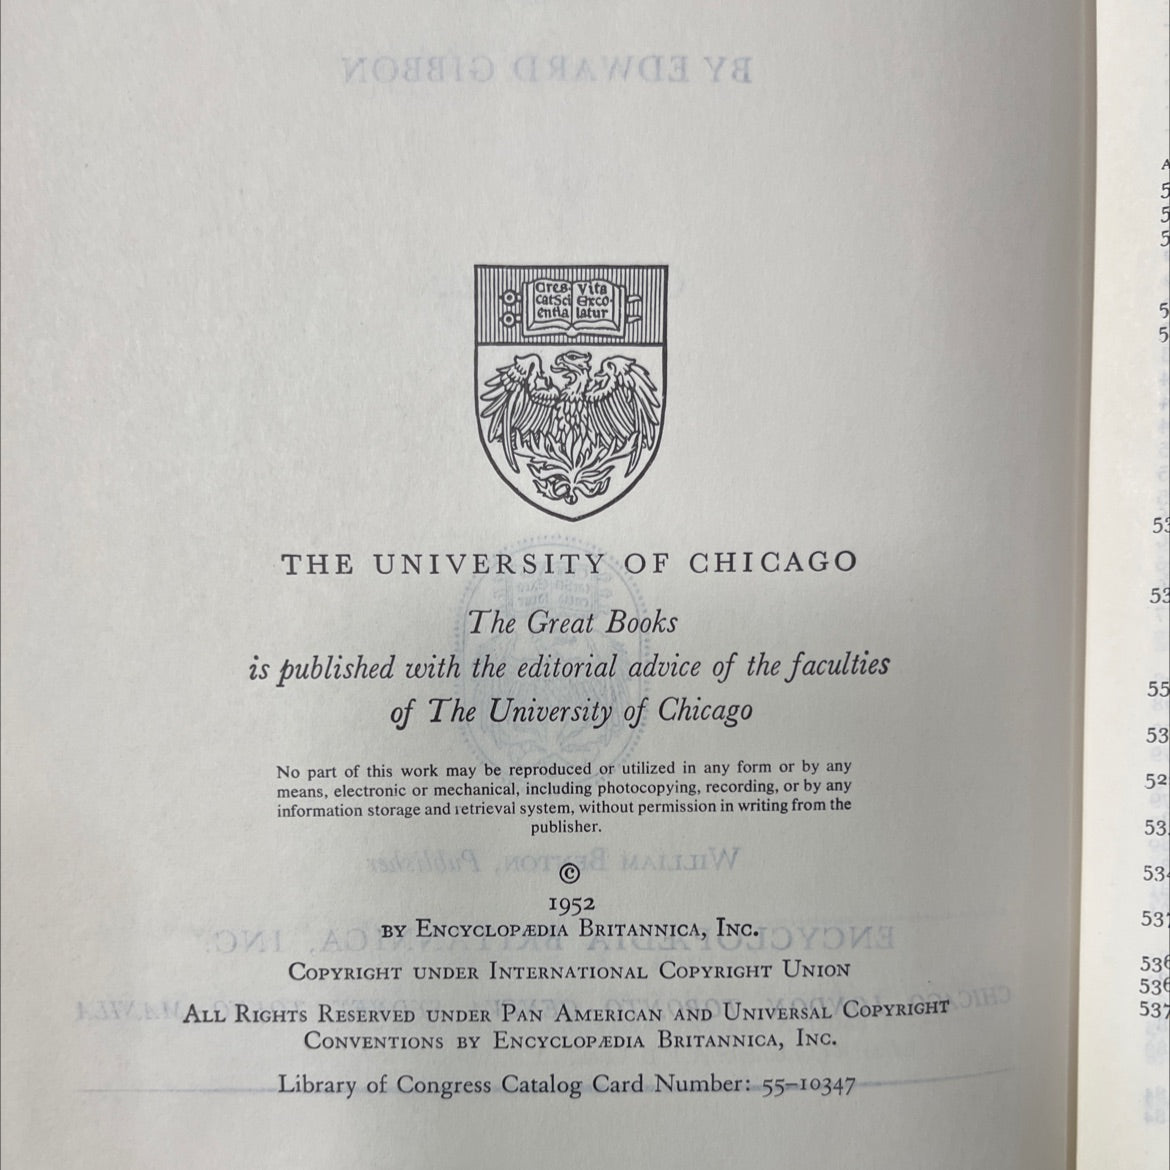 BY EDWARD GIBBON
Cres Vita
catSci Exco
entia latur
THE UNIVERSITY OF CHICAGO
The Great Books
is published with the editorial advice of the faculties
of The University of Chicago
No part of this work may be reproduced or utilized in any form or by any
means, electronic or mechanical, including photocopying, recording, or by any
information storage and retrieval system, without permission in writing from the
publisher.
WILLIAM BENTON, Publisher
©
1952
BY ENCYCLOPÆDIA BRITANNICA, INC.
ENCYCLOPÆDIA BRITANNICA, INC.
COPYRIGHT UNDER INTERNATIONAL COPYRIGHT UNION
ALL RIGHTS RESERVED UNDER PAN AMERICAN AND UNIVERSAL COPYRIGHT
CONVENTIONS BY ENCYCLOPÆDIA BRITANNICA, INC.
Library of Congress Catalog Card Number: 55–10347